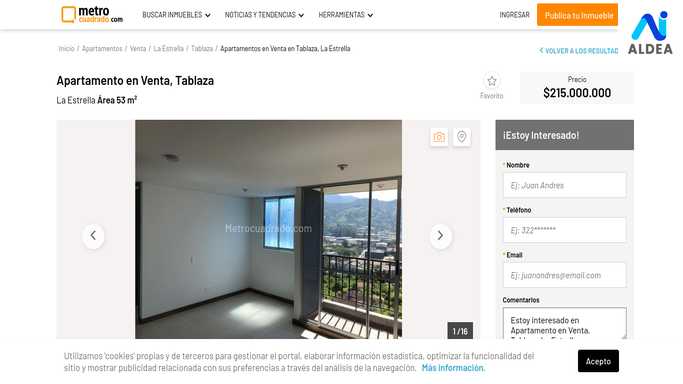 metro
cuadrado.com
BUSCAR INMUEBLES
NOTICIAS Y TENDENCIAS
HERRAMIENTAS
INGRESAR
Publica tu Inmueble
ALDEA
Inicio / Apartamentos / Venta / La Estrella / Tablaza / Apartamentos en Venta en Tablaza, La Estrella
VOLVER A LOS RESULTAD
Apartamento en Venta, Tablaza
La Estrella Área 53 m²
Favorito
Precio
$215.000.000
Metrocuadrado.com
1 / 16
¡Estoy Interesado!
* Nombre
Ej: Juan Andres
* Teléfono
Ej: 322*******
* Email
Ej: juanandres@email.com
Comentarios
Estoy interesado en
Apartamento en Venta,
Utilizamos 'cookies' propias y de terceros para gestionar el portal, elaborar información estadística, optimizar la funcionalidad del
sitio y mostrar publicidad relacionada con sus preferencias a través del análisis de la navegación. Más información.
Acepto